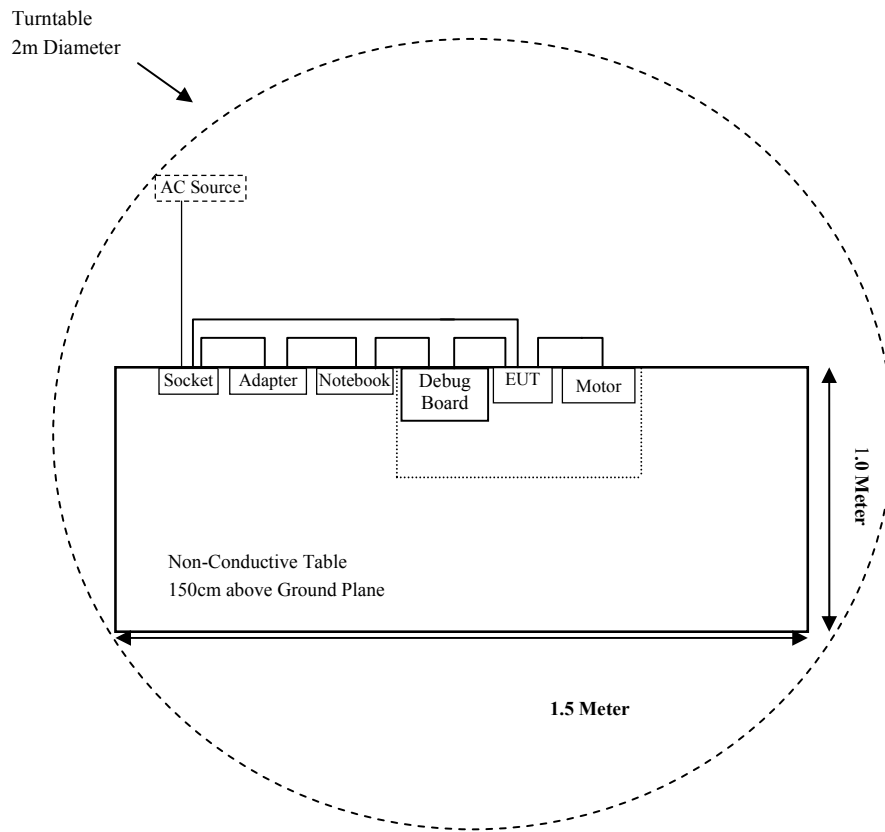 Turntable
2m Diameter
AC Source
Socket
Adapter
Notebook
Debug
Board
EUT
Motor
1.0 Meter
Non-Conductive Table
150cm above Ground Plane
1.5 Meter